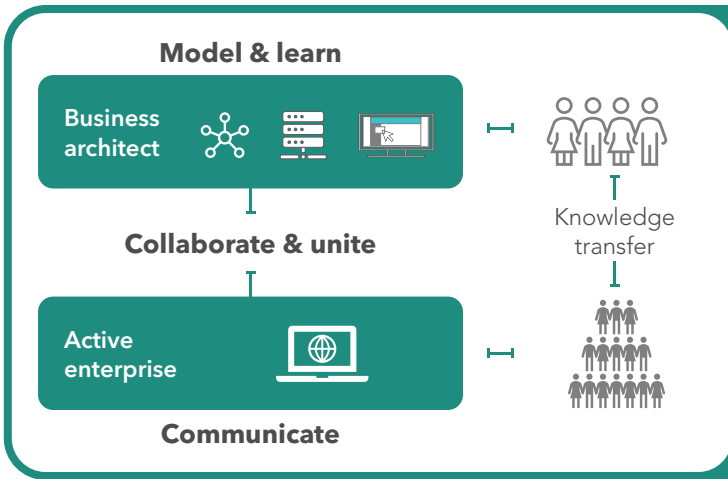 Model & learn
Business
architect
Collaborate & unite
Knowledge
transfer
Active
enterprise
Communicate